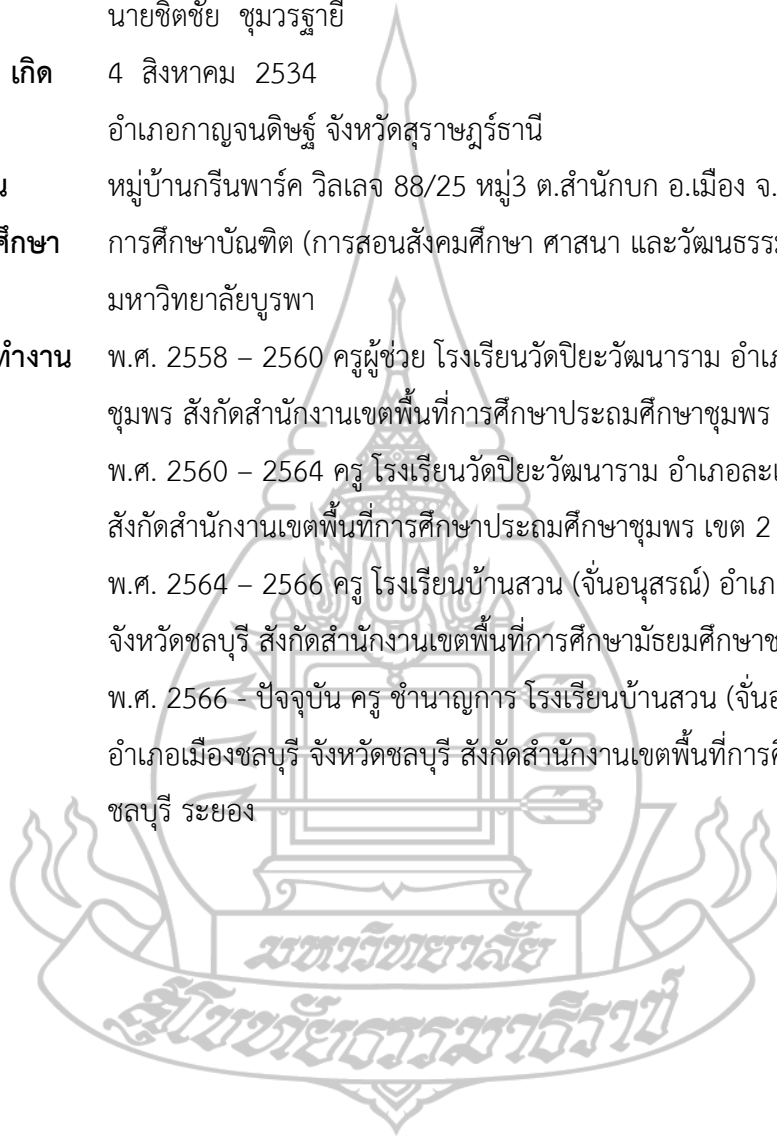 นายชิตชัย ชุมวรฐายี
เกิด 4 สิงหาคม 2534
อำเภอกาญจนดิษฐ์ จังหวัดสุราษฎร์ธานี
หมู่บ้านกรีนพาร์ค วิลเลจ 88/25 หมู่3 ต.สำนักบก อ.เมือง จ.
ศึกษา การศึกษาบัณฑิต (การสอนสังคมศึกษา ศาสนา และวัฒนธรรม
มหาวิทยาลัยบูรพา
ทำงาน พ.ศ. 2558 – 2560 ครูผู้ช่วย โรงเรียนวัดปิยะวัฒนาราม
ชุมพร สังกัดสำนักงานเขตพื้นที่การศึกษาประถมศึกษาชุมพร
พ.ศ. 2560 – 2564 ครู โรงเรียนวัดปิยะวัฒนาราม
สังกัดสำนักงานเขตพื้นที่การศึกษาประถมศึกษาชุมพร เขต 2
พ.ศ. 2564 – 2566 ครู โรงเรียนบ้านสวน (จั่นอนุสรณ์)
จังหวัดชลบุรี สังกัดสำนักงานเขตพื้นที่การศึกษามัธยมศึกษา
พ.ศ. 2566 - ปัจจุบัน ครู ชำนาญการ โรงเรียนบ้านสวน
อำเภอเมืองชลบุรี จังหวัดชลบุรี สังกัดสำนักงานเขตพื้นที่
ชลบุรี ระยอง
มหาวิทยาลัย
สุโขทัยธรรมาธิราช